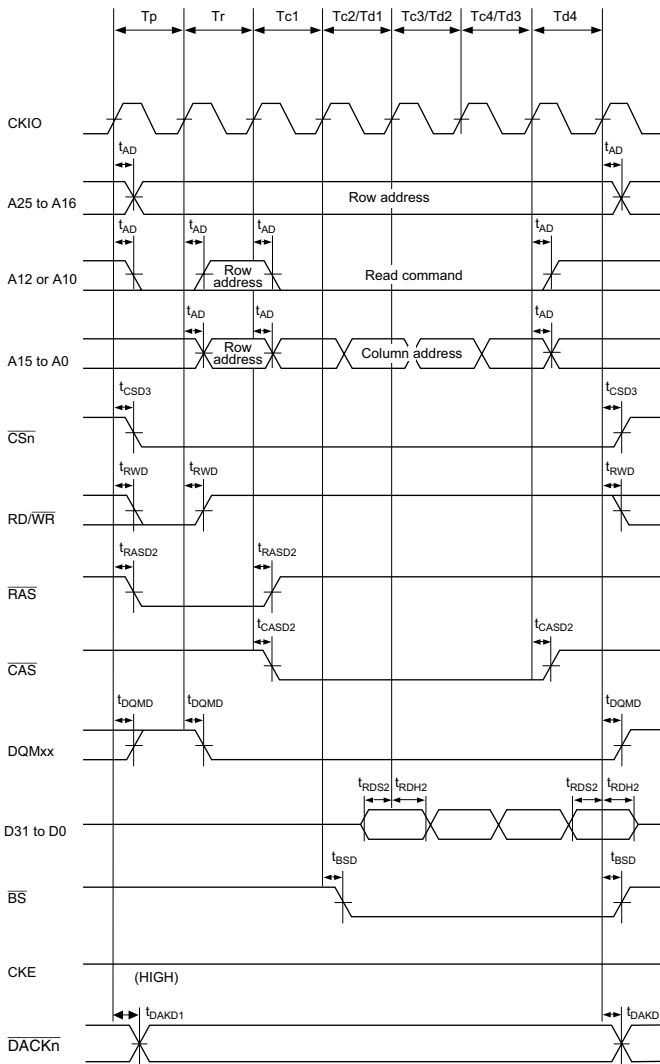 Tp Tr Tc1 Tc2/Td1 Tc3/Td2 Tc4/Td3 Td4
CKIO
tAD tAD
A25 to A16 Row address
tAD tAD tAD tAD
A12 or A10 Row address Read command
tAD tAD tAD
A15 to A0 Row address Column address
tCSD3 tCSD3
CSn
tRWD tRWD tRWD
RD/WR
tRASD2 tRASD2
RAS
tCASD2 tCASD2
CAS
tDQMD tDQMD tDQMD
DQMxx
tRDS2 tRDH2 tRDS2 tRDH2
D31 to D0
tBSD tBSD
BS
CKE
(HIGH)
tDAKD1 tDAKD
DACKn